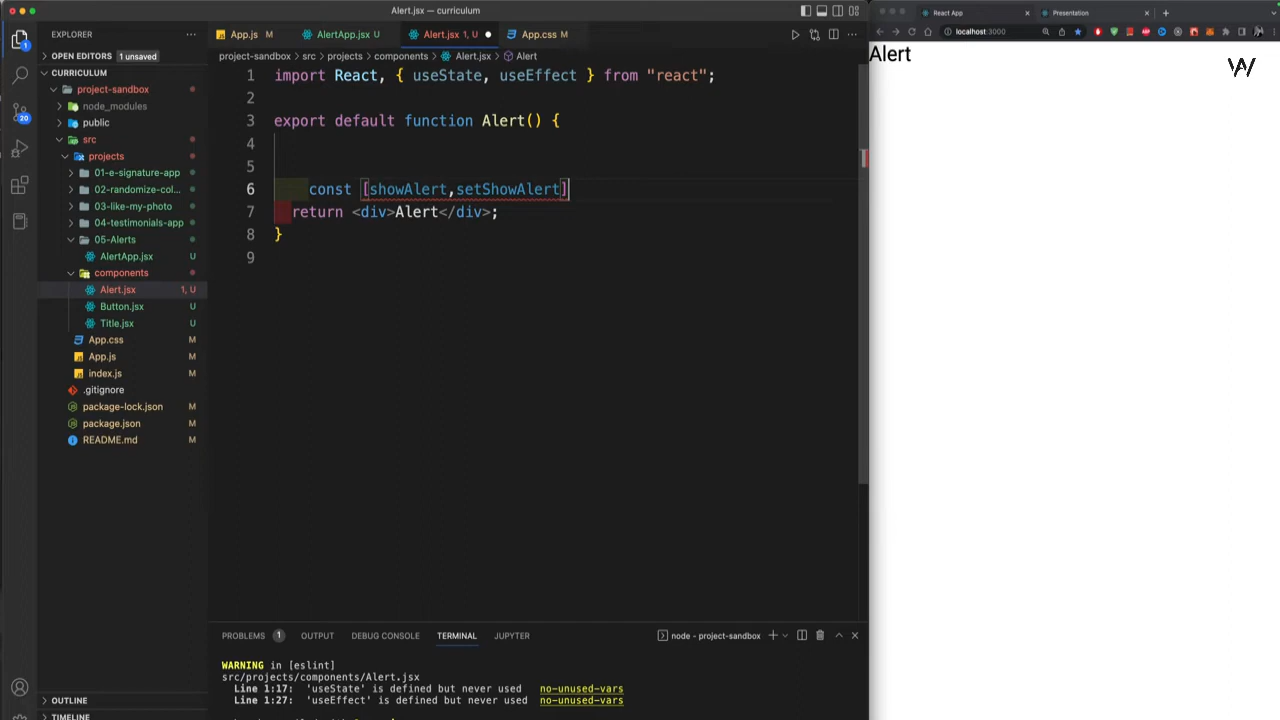 Alert.jsx — curriculum
EXPLORER
OPEN EDITORS 1 unsaved
CURRICULUM
project-sandbox
node_modules
public
src
projects
01-e-signature-app
02-randomize-col...
03-like-my-photo
04-testimonials-app
05-Alerts
AlertApp.jsx U
components
Alert.jsx 1, U
Button.jsx U
Title.jsx U
App.css M
App.js M
index.js M
.gitignore
package-lock.json M
package.json M
README.md M
OUTLINE
TIMELINE
1
20
App.js M AlertApp.jsx U Alert.jsx 1, U App.css M
project-sandbox > src > projects > components > Alert.jsx > Alert
1 import React, { useState, useEffect } from "react";
2
3 export default function Alert() {
4
5
6 const [showAlert,setShowAlert]
7 return <div>Alert</div>;
8 }
9
PROBLEMS 1 OUTPUT DEBUG CONSOLE TERMINAL JUPYTER node - project-sandbox
WARNING in [eslint]
src/projects/components/Alert.jsx
Line 1:17: 'useState' is defined but never used no-unused-vars
Line 1:27: 'useEffect' is defined but never used no-unused-vars
React App Presentation
localhost:3000
Alert
W